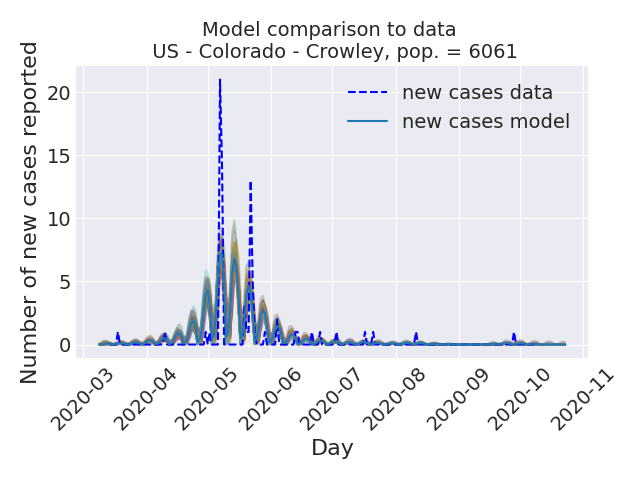 Model comparison to data
US - Colorado - Crowley, pop. = 6061
Number of new cases reported
20
15
10
5
0
new cases data
new cases model
2020-03
2020-04
2020-05
2020-06
2020-07
2020-08
2020-09
2020-10
2020-11
Day